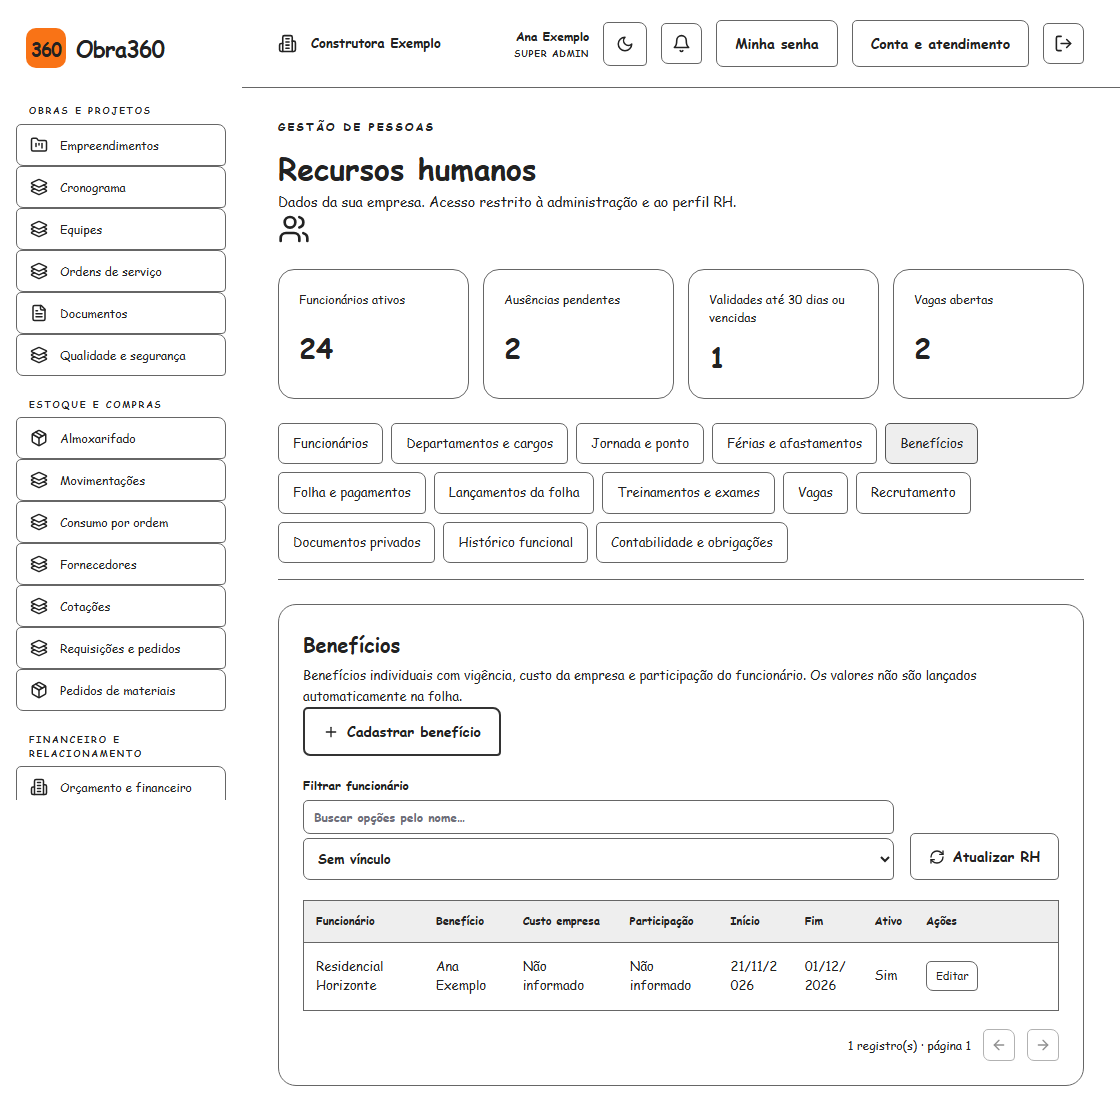 360 Obra360
Construtora Exemplo
Ana Exemplo
SUPER ADMIN
Minha senha
Conta e atendimento
OBRAS E PROJETOS
Empreendimentos
Cronograma
Equipes
Ordens de serviço
Documentos
Qualidade e segurança
ESTOQUE E COMPRAS
Almoxarifado
Movimentações
Consumo por ordem
Fornecedores
Cotações
Requisições e pedidos
Pedidos de materiais
FINANCEIRO E
RELACIONAMENTO
Orçamento e financeiro
GESTÃO DE PESSOAS
Recursos humanos
Dados da sua empresa. Acesso restrito à administração e ao perfil RH.
Funcionários ativos
24
Ausências pendentes
2
Validades até 30 dias ou
vencidas
1
Vagas abertas
2
Funcionários Departamentos e cargos Jornada e ponto Férias e afastamentos Benefícios
Folha e pagamentos Lançamentos da folha Treinamentos e exames Vagas Recrutamento
Documentos privados Histórico funcional Contabilidade e obrigações
Benefícios
Benefícios individuais com vigência, custo da empresa e participação do funcionário. Os valores não são lançados
automaticamente na folha.
Cadastrar benefício
Filtrar funcionário
Buscar opções pelo nome...
Sem vínculo
Atualizar RH
Funcionário Benefício Custo empresa Participação Início Fim Ativo Ações
Residencial Ana Não Não 21/11/2 01/12/
Horizonte Exemplo informado informado 026 2026 Sim Editar
1 registro(s) · página 1